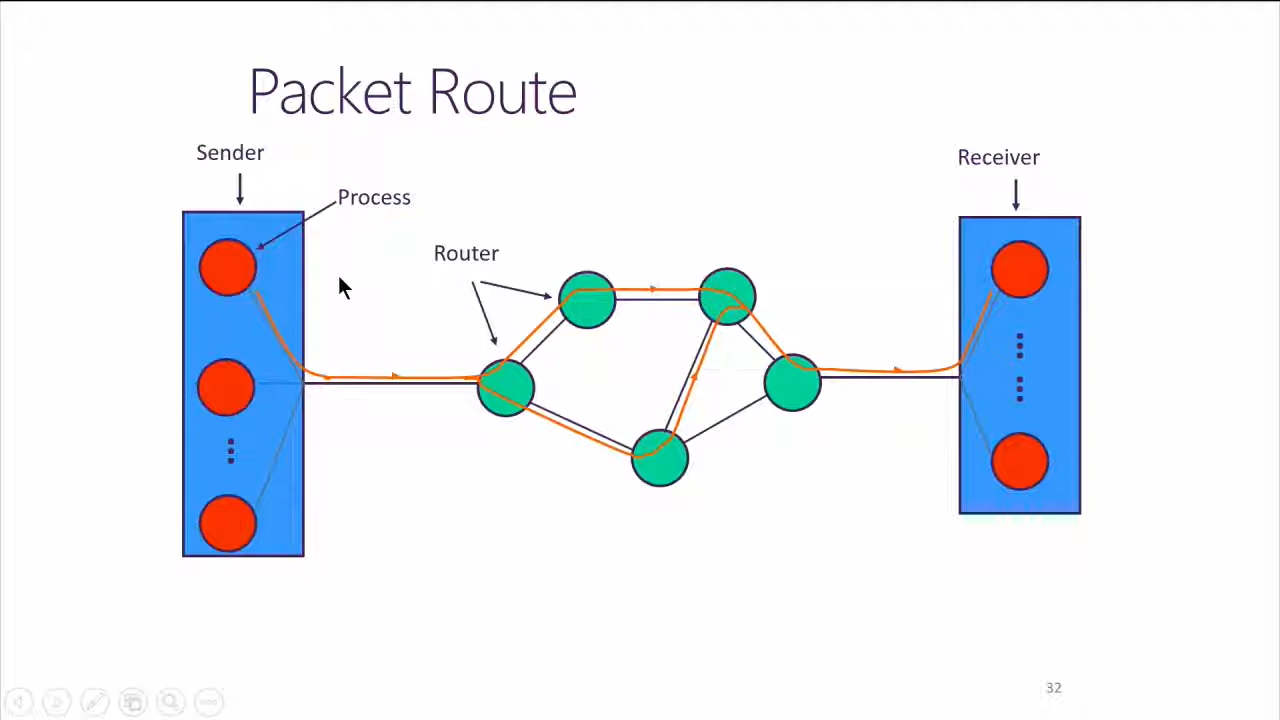 Packet Route
Sender
Receiver
Process
Router
32